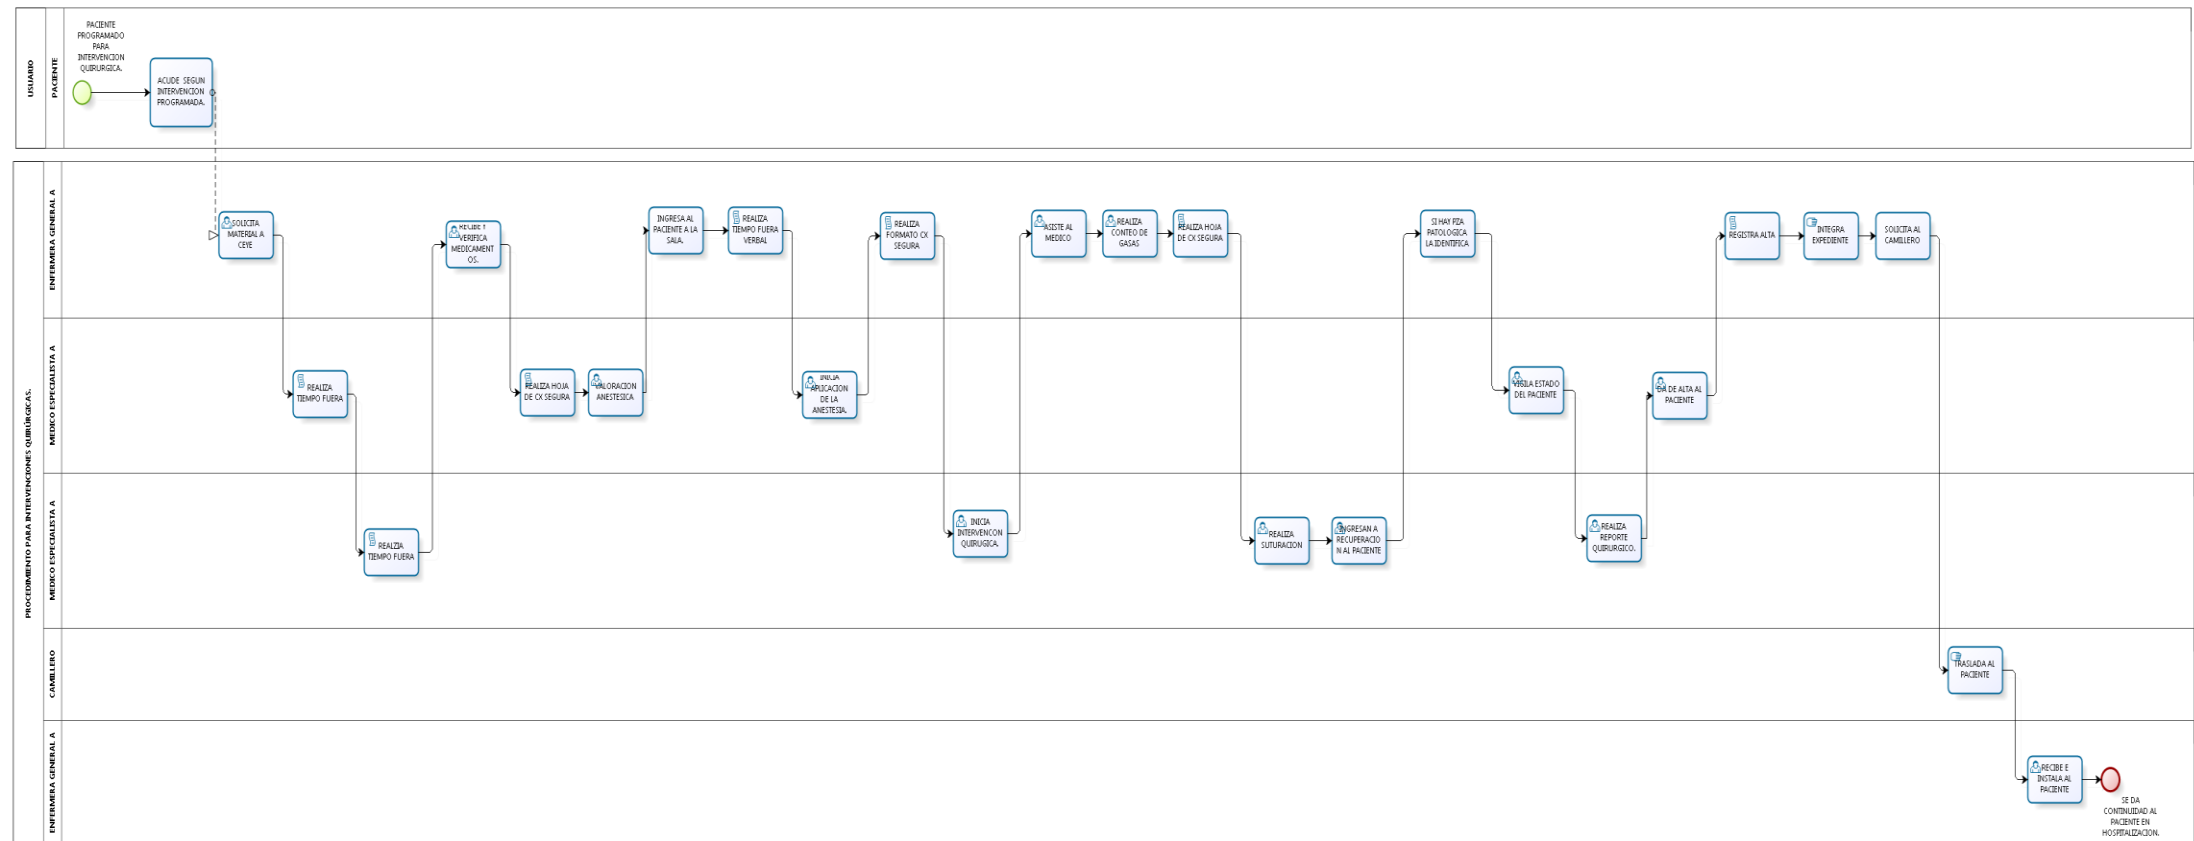 USUARIO
PACIENTE
PACIENTE
PROGRAMADO
PARA
INTERVENCION
QUIRURGICA.
ACUDE SEGUN
INTERVENCION
PROGRAMADA.
PROCEDIMIENTO PARA INTERVENCIONES QUIRÚRGICAS.
ENFERMERA GENERAL A
SOLICITA
MATERIAL A
CEYE
RECIBE Y
VERIFICA
MEDICAMENT
OS.
INGRESA AL
PACIENTE A LA
SALA.
REALIZA
TIEMPO FUERA
VERBAL
REALIZA
FORMATO CX
SEGURA
ASISTE AL
MEDICO
REALIZA
CONTEO DE
GASAS
REALIZA HOJA
DE CX SEGURA
SI HAY PZA
PATOLOGICA
LA IDENTIFICA
REGISTRA ALTA
INTEGRA
EXPEDIENTE
SOLICITA AL
CAMILLERO
MEDICO ESPECIALISTA A
REALIZA
TIEMPO FUERA
REALIZA HOJA
DE CX SEGURA
VALORACION
ANESTESICA
INICIA
APLICACION
DE LA
ANESTESIA.
VIGILA ESTADO
DEL PACIENTE
DA DE ALTA AL
PACIENTE
MEDICO ESPECIALISTA A
REALZIA
TIEMPO FUERA
INICIA
INTERVENCON
QUIRUGICA.
REALIZA
SUTURACION
INGRESAN A
RECUPERACIO
N AL PACIENTE
REALIZA
REPORTE
QUIRURGICO.
CAMILLERO
TRASLADA AL
PACIENTE
ENFERMERA GENERAL A
RECIBE E
INSTALA AL
PACIENTE
SE DA
CONTINUIDAD AL
PACIENTE EN
HOSPITALIZACION.